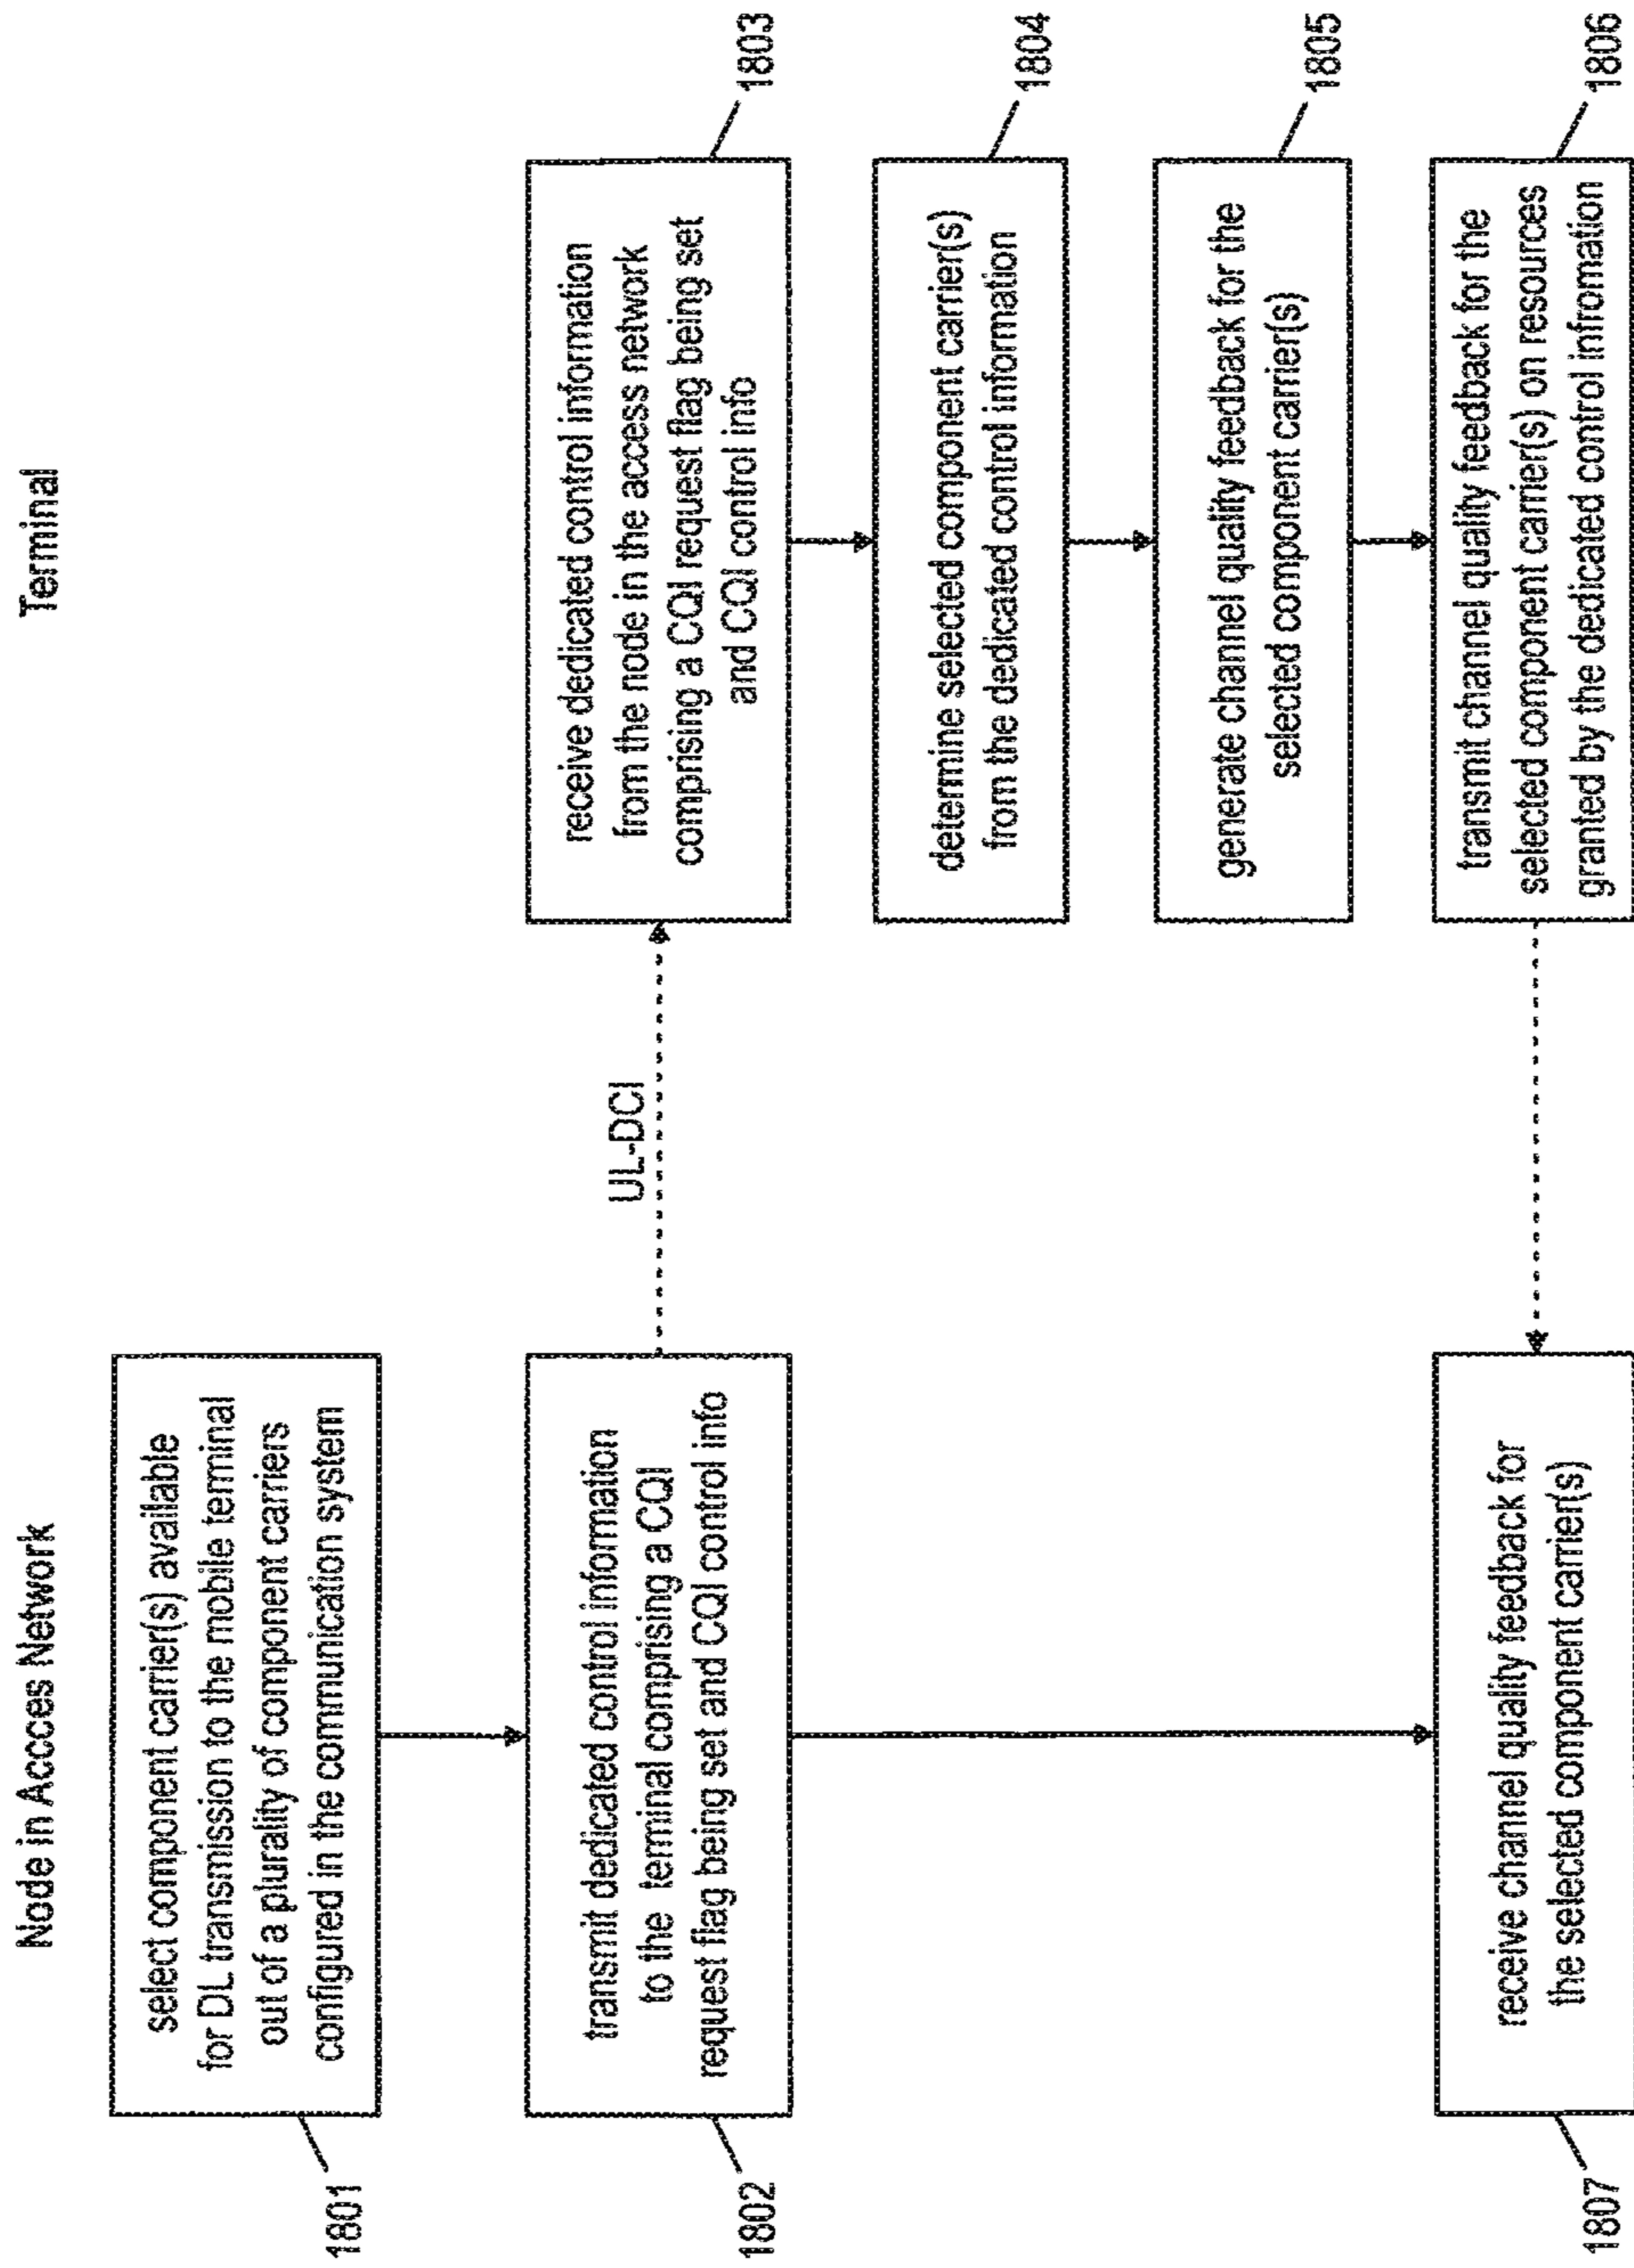 Node in Acces Network
Terminal
select component carrier(s) available
for DL transmission to the mobile terminal
out of a plurality of component carriers
configured in the communication system
1801
transmit dedicated control information
to the terminal comprising a CQI
request flag being set and CQI control info
1802
UL-DCI
receive dedicated control information
from the node in the access network
comprising a CQI request flag being set
and CQI control info
1803
determine selected component carrier(s)
from the dedicated control information
1804
generate channel quality feedback for the
selected component carrier(s)
1805
transmit channel quality feedback for the
selected component carrier(s) on resources
granted by the dedicated control infromation
1806
receive channel quality feedback for
the selected component carrier(s)
1807